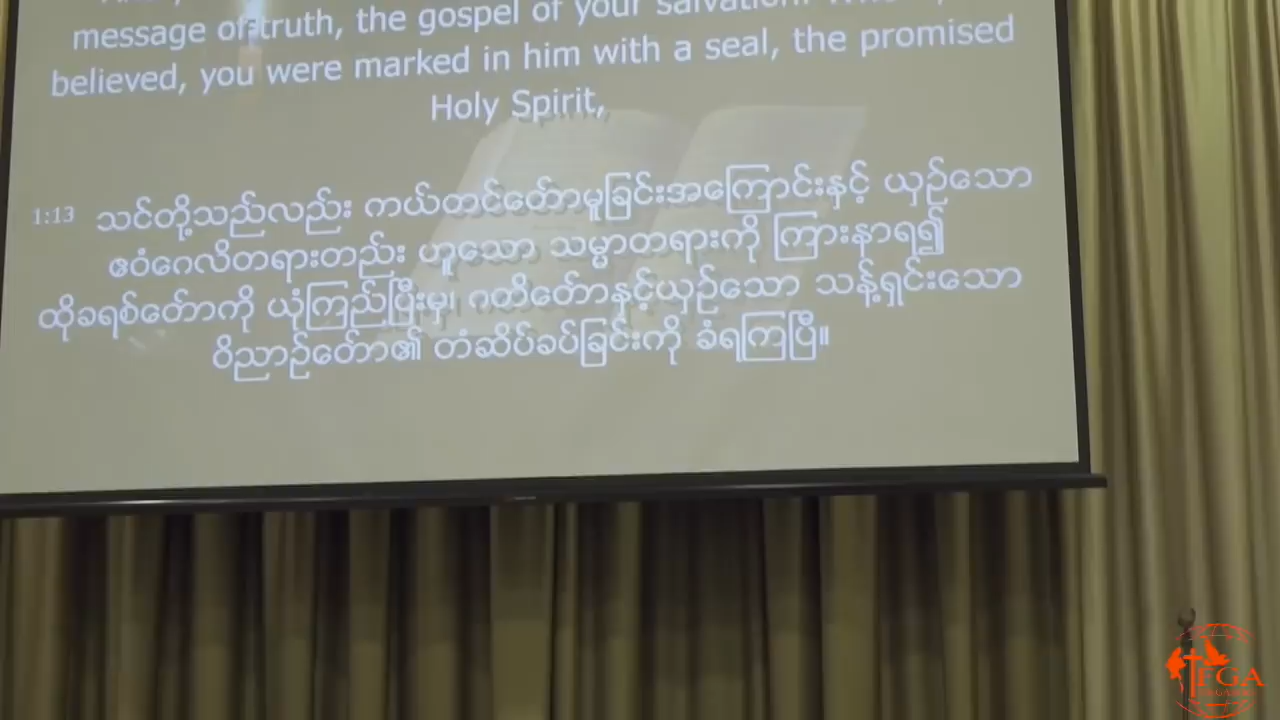 message of truth, the gospel of your salvation.
believed, you were marked in him with a seal, the promised
Holy Spirit,
1:13 သင်တို့သည်လည်း ကယ်တင်တော်မူခြင်းအကြောင်းနှင့် ယှဉ်သော
ဧဝံဂေလိတရားတည်း ဟူသော သမ္မာတရားကို ကြားနာရ၍
ထိုခရစ်တော်ကို ယုံကြည်ပြီးမှ၊ ဂတိတော်နှင့်ယှဉ်သော သန့်ရှင်းသော
ဝိညာဉ်တော်၏ တံဆိပ်ခပ်ခြင်းကို ခံရကြပြီ။
FGA